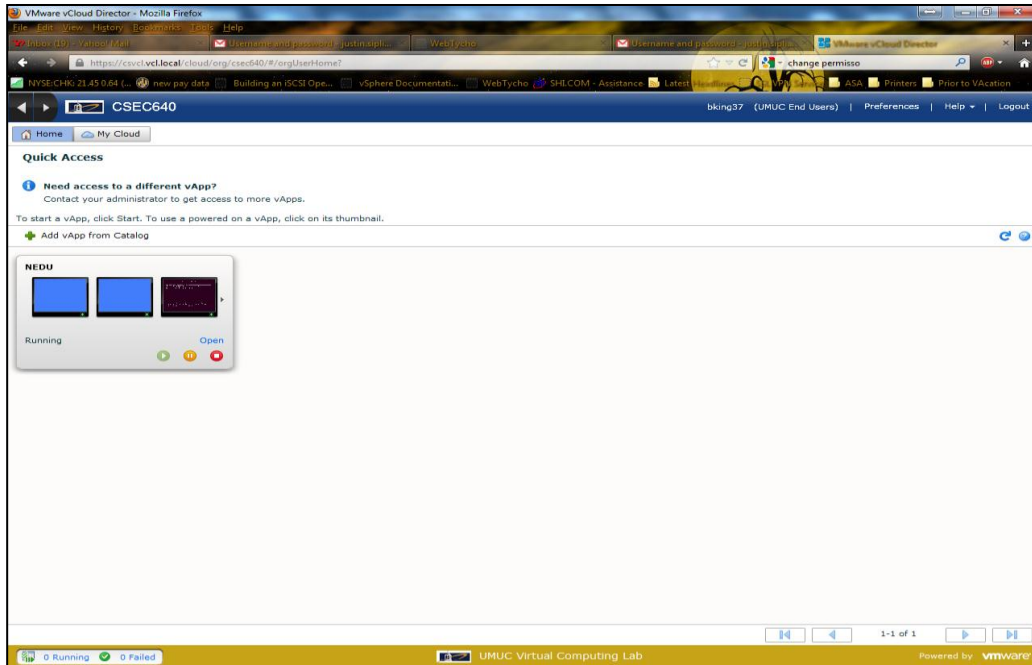 VMware vCloud Director - Mozilla Firefox
File Edit View History Bookmarks Tools Help
Inbox (10) - Yahoo! Mail Username and password - justin.sipli... WebTycho Username and password - justin.sipli... VMware vCloud Director
https://csvcl.vcl.local/cloud/org/csec640/#/orgUserHome? change permisso
NYSE:CHK: 21.45 0.64 (... new pay data Building an iSCSI Ope... vSphere Documentati... WebTycho SHI.COM - Assistance Latest Headlines VPN ASA Printers Prior to VAcation
CSEC640 bking37 (UMUC End Users) | Preferences | Help | Logout
Home My Cloud
Quick Access
Need access to a different vApp?
Contact your administrator to get access to more vApps.
To start a vApp, click Start. To use a powered on a vApp, click on its thumbnail.
Add vApp from Catalog
NEDU
Running Open
1-1 of 1
0 Running 0 Failed UMUC Virtual Computing Lab Powered by vmware